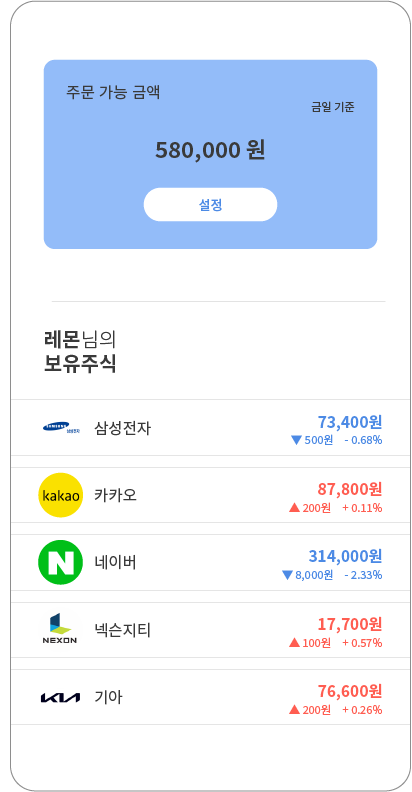 주문 가능 금액
금일 기준
580,000 원
설정
레몬님의
보유주식
SAMSUNG 삼성전자 삼성전자 73,400원
▼ 500원 - 0.68%
kakao 카카오 87,800원
▲ 200원 + 0.11%
N 네이버 314,000원
▼ 8,000원 - 2.33%
NEXON 넥슨지티 17,700원
▲ 100원 + 0.57%
KIA 기아 76,600원
▲ 200원 + 0.26%